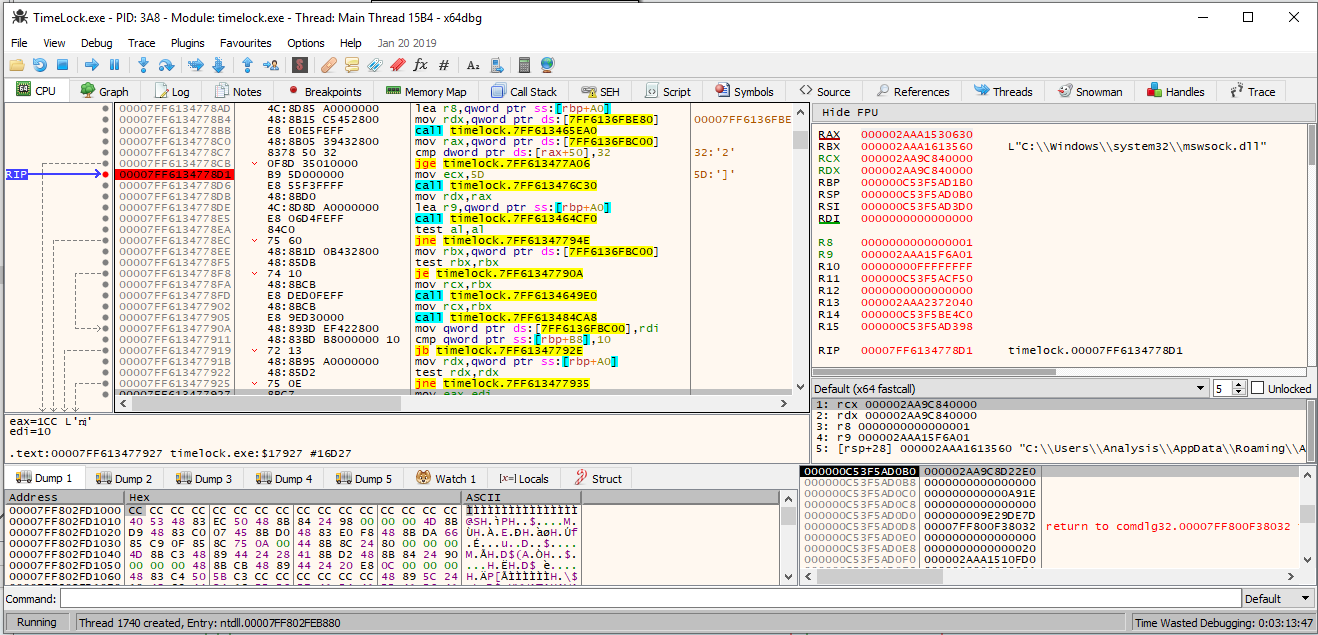 TimeLock.exe - PID: 3A8 - Module: timelock.exe - Thread: Main Thread 15B4 - x64dbg
File View Debug Trace Plugins Favourites Options Help Jan 20 2019
CPU Graph Log Notes Breakpoints Memory Map Call Stack SEH Script Symbols Source References Threads Snowman Handles Trace
RIP
00007FF6134778AD 4C:8D85 A0000000 lea r8,qword ptr ss:[rbp+A0]
00007FF6134778B4 48:8B15 C5452800 mov rdx,qword ptr ds:[7FF6136FBE80] 00007FF6136FBE
00007FF6134778BB E8 E0E5FEFF call timelock.7FF613465EA0
00007FF6134778C0 48:8B05 39432800 mov rax,qword ptr ds:[7FF6136FBC00]
00007FF6134778C7 8378 50 32 cmp dword ptr ds:[rax+50],32 32:'2'
00007FF6134778CB 0F8D 35010000 jge timelock.7FF613477A06
00007FF6134778D1 B9 5D000000 mov ecx,5D 5D:']'
00007FF6134778D6 E8 55F3FFFF call timelock.7FF613476C30
00007FF6134778DB 48:8BD0 mov rdx,rax
00007FF6134778DE 4C:8D8D A0000000 lea r9,qword ptr ss:[rbp+A0]
00007FF6134778E5 E8 06D4FEFF call timelock.7FF613464CF0
00007FF6134778EA 84C0 test al,al
00007FF6134778EC 75 60 jne timelock.7FF61347794E
00007FF6134778EE 48:8B1D 0B432800 mov rbx,qword ptr ds:[7FF6136FBC00]
00007FF6134778F5 48:85DB test rbx,rbx
00007FF6134778F8 74 10 je timelock.7FF61347790A
00007FF6134778FA 48:8BCB mov rcx,rbx
00007FF6134778FD E8 DED0FEFF call timelock.7FF6134649E0
00007FF613477902 48:8BCB mov rcx,rbx
00007FF613477905 E8 9ED30000 call timelock.7FF613484CA8
00007FF61347790A 48:893D EF422800 mov qword ptr ds:[7FF6136FBC00],rdi
00007FF613477911 48:83BD B8000000 10 cmp qword ptr ss:[rbp+B8],10
00007FF613477919 72 13 jb timelock.7FF61347792E
00007FF61347791B 48:8B95 A0000000 mov rdx,qword ptr ss:[rbp+A0]
00007FF613477922 48:85D2 test rdx,rdx
00007FF613477925 75 0E jne timelock.7FF613477935
00007FF613477927 8BC7 mov eax,edi
Hide FPU
RAX 000002AAA1530630
RBX 000002AAA1613560 L"C:\\Windows\\system32\\mswsock.dll"
RCX 000002AA9C840000
RDX 000002AA9C840000
RBP 000000C53F5AD1B0
RSP 000000C53F5AD0B0
RSI 000000C53F5AD3D0
RDI 0000000000000000
R8 0000000000000001
R9 000002AAA15F6A01
R10 00000000FFFFFFFF
R11 000000C53F5ACF50
R12 0000000000000000
R13 000002AAA2372040
R14 000000C53F5BE4C0
R15 000000C53F5AD398
RIP 00007FF6134778D1 timelock.00007FF6134778D1
Default (x64 fastcall) 5 Unlocked
1: rcx 000002AA9C840000
2: rdx 000002AA9C840000
3: r8 0000000000000001
4: r9 000002AAA15F6A01
5: [rsp+28] 000002AAA1613560 "C:\\Users\\Analysis\\AppData\\Roaming\\A
edi=10
.text:00007FF613477927 timelock.exe:$17927 #16D27
Dump 1 Dump 2 Dump 3 Dump 4 Dump 5 Watch 1 [x=] Locals Struct
Address Hex ASCII
00007FF802FD1000 CC CC CC CC CC CC CC CC CC CC CC CC CC CC CC CC ÌÌÌÌÌÌÌÌÌÌÌÌÌÌÌÌ
00007FF802FD1010 40 53 48 83 EC 50 48 8B 84 24 98 00 00 00 4D 8B @SH.ìPH..$....M.
00007FF802FD1020 D9 48 83 C0 07 45 8B D0 48 83 E0 F8 48 8B DA 66 ÙH.À.E.ÐH.àøH.Úf
00007FF802FD1030 85 C9 0F 85 8C 75 0A 00 44 8B 8C 24 80 00 00 00 .É...u..D..$....
00007FF802FD1040 4D 8B C3 48 89 44 24 28 41 8B D2 48 8B 84 24 90 M.ÃH.D$(A.ÒH..$.
00007FF802FD1050 00 00 00 48 8B CB 48 89 44 24 20 E8 0C 00 00 00 ...H.ËH.D$ è....
00007FF802FD1060 48 83 C4 50 5B C3 CC CC CC CC CC CC 48 89 5C 24 H.ÄP[ÃÌÌÌÌÌÌH.\$
000000C53F5AD0B0 000002AA9C8D22E0
000000C53F5AD0B8 0000000000000000
000000C53F5AD0C0 000000000000A91E
000000C53F5AD0C8 0000000000000000
000000C53F5AD0D0 000000009E29DE7D
000000C53F5AD0D8 00007FF800F38032 return to comdlg32.00007FF800F38032
000000C53F5AD0E0 0000000000000000
000000C53F5AD0E8 0000000000000020
000000C53F5AD0F0 000002AAA1510FD0
Command: Default
Running Thread 1740 created, Entry: ntdll.00007FF802FEB880 Time Wasted Debugging: 0:03:13:47